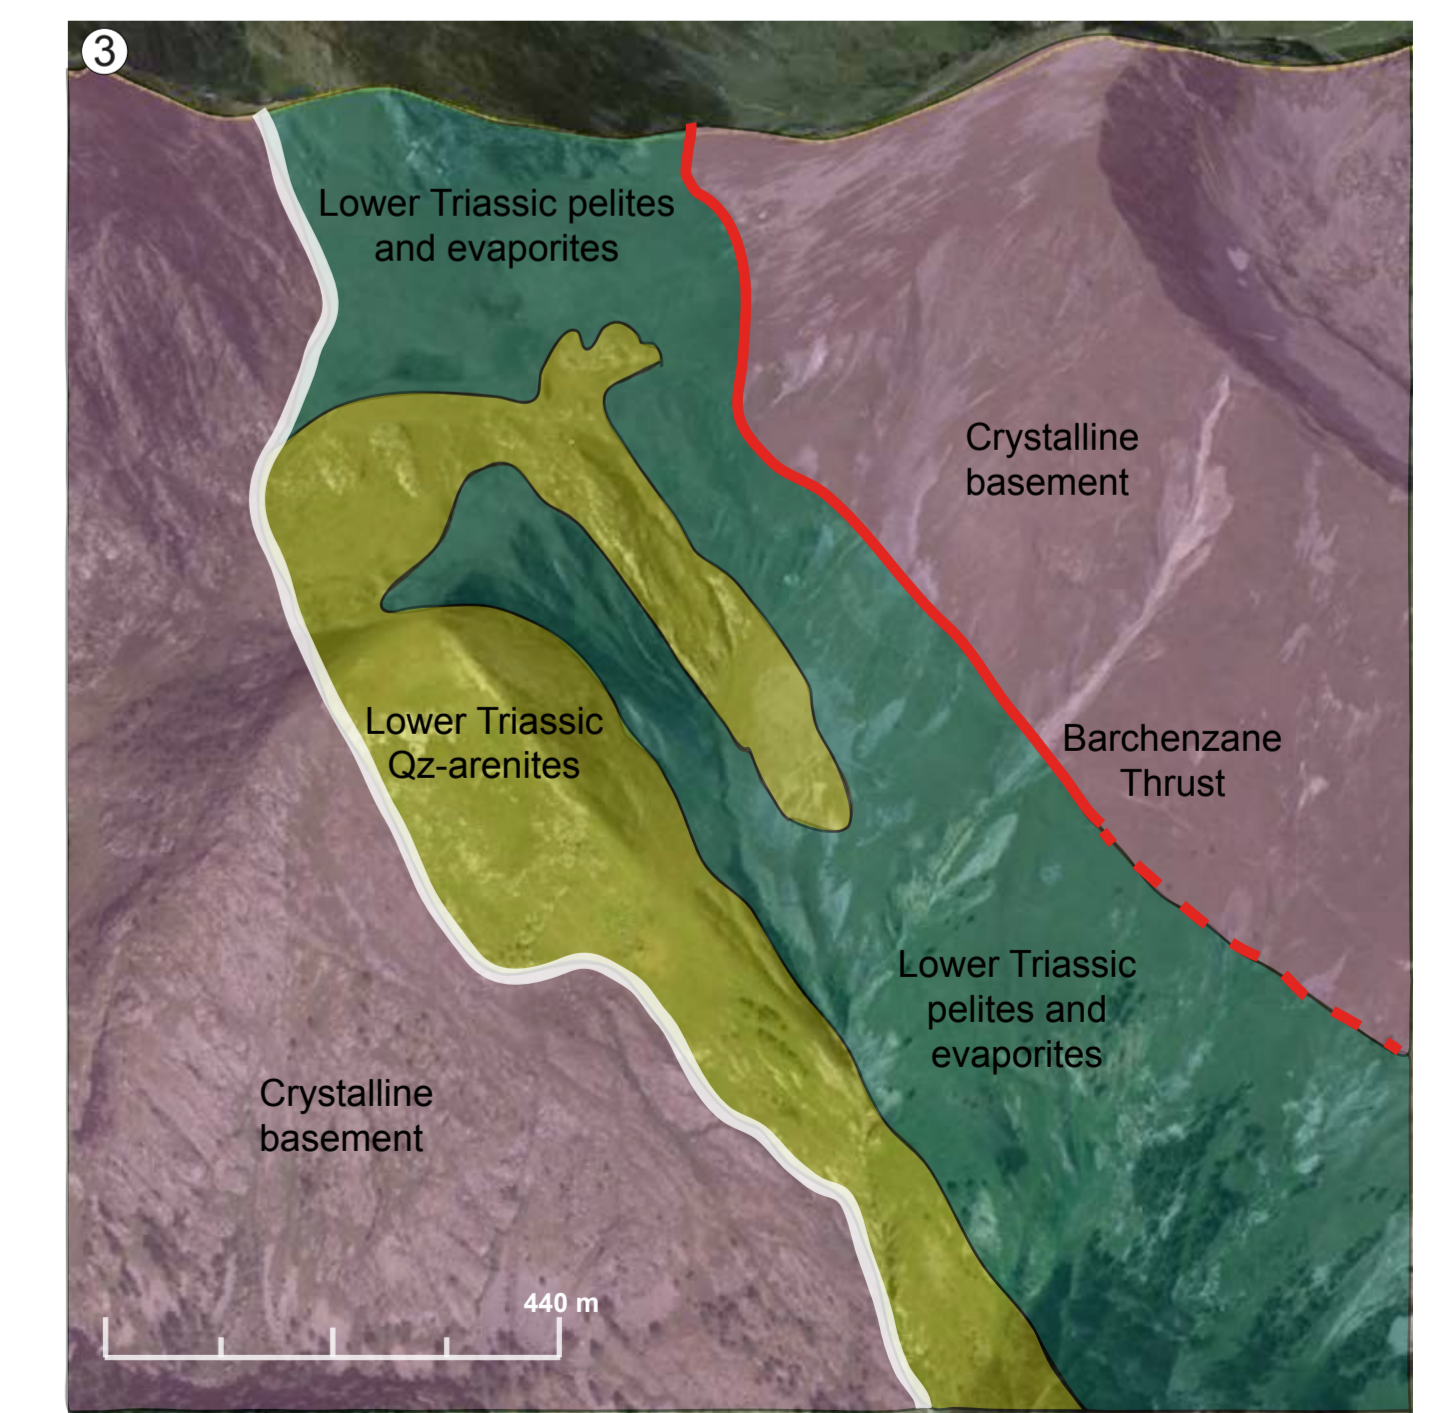 3
Lower Triassic pelites
and evaporites
Crystalline
basement
Lower Triassic
Qz-arenites
Barchenzane
Thrust
Lower Triassic
pelites and
evaporites
Crystalline
basement
440 m